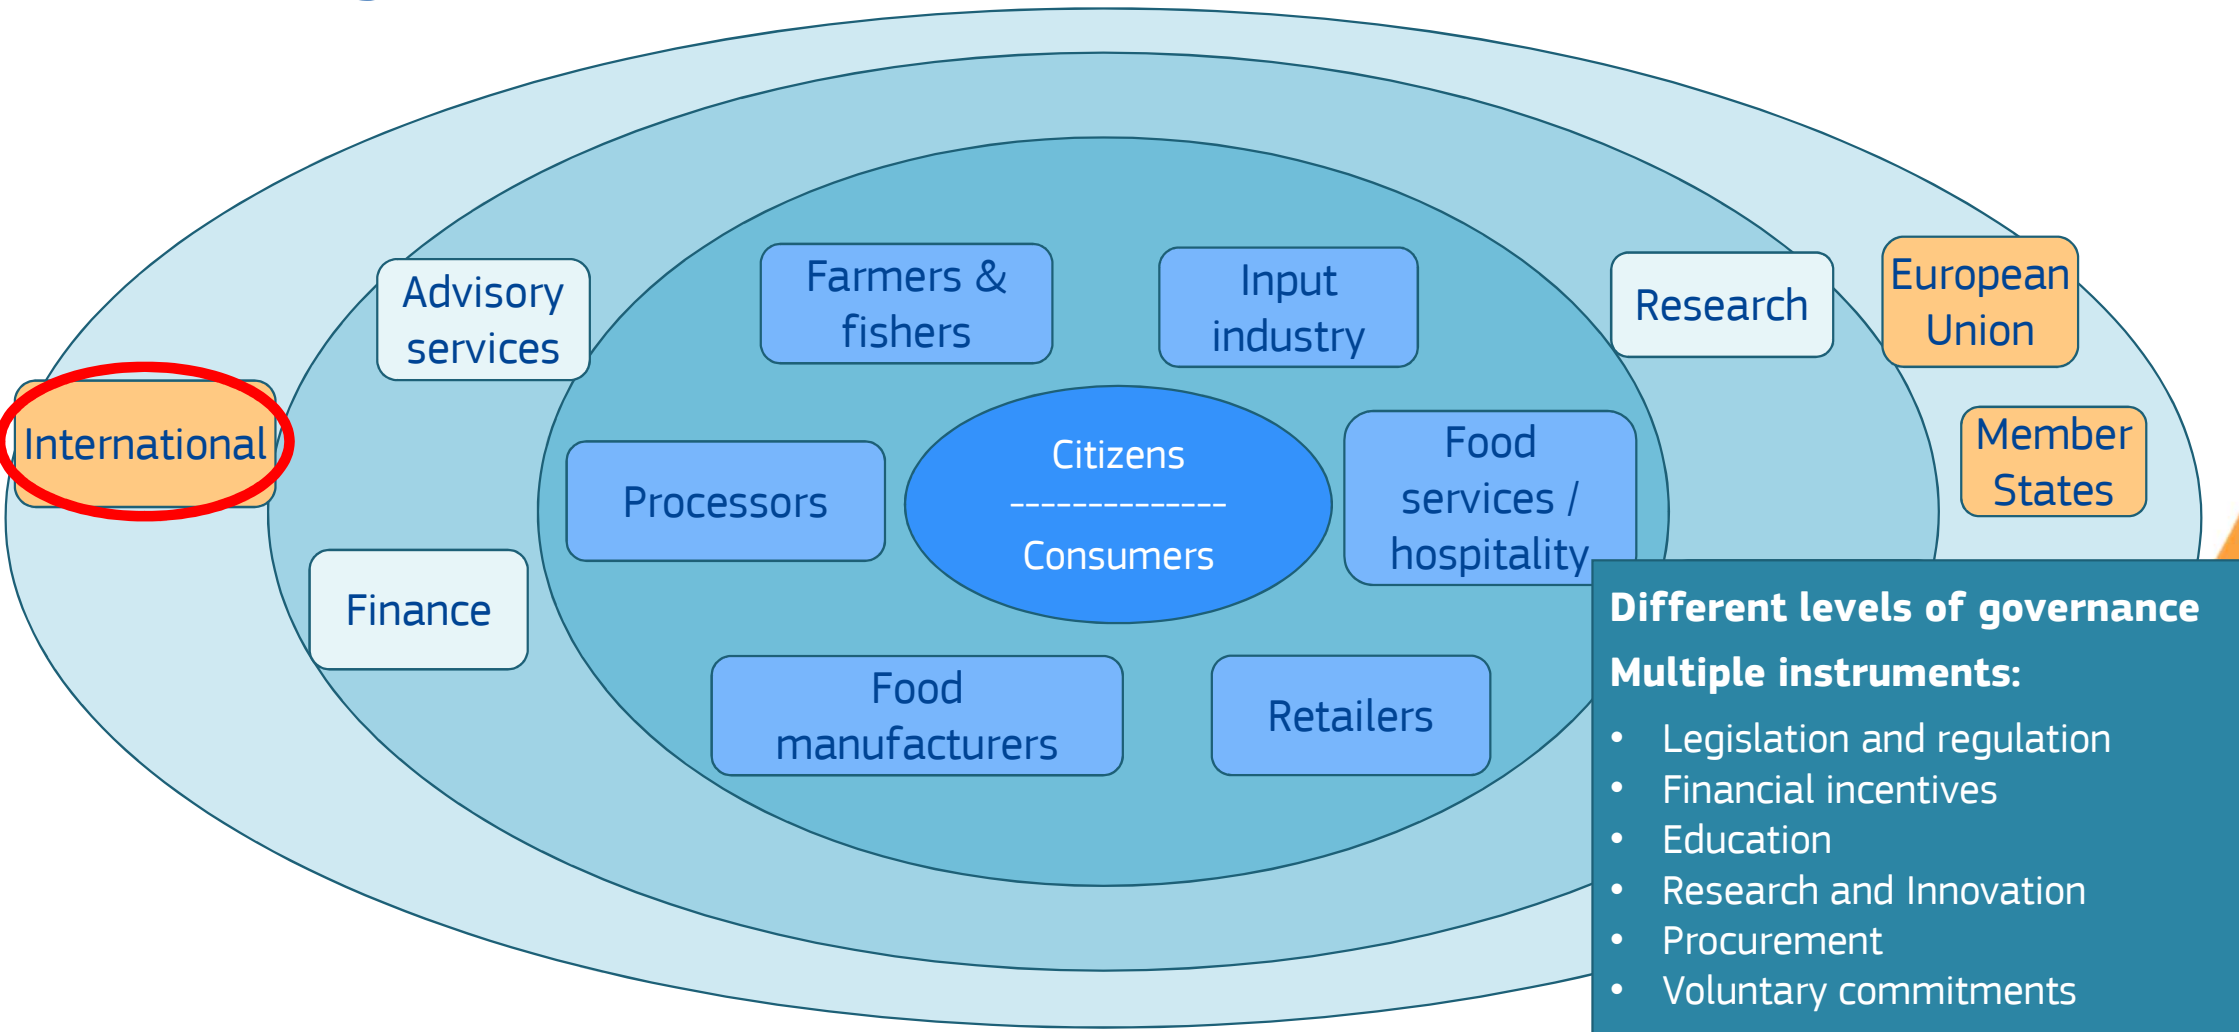 Advisory
services
Farmers &
fishers
Input
industry
Research
European
Union
International
Processors
Citizens
--------------
Consumers
Food
services /
hospitality
Member
States
Finance
Food
manufacturers
Retailers
Different levels of governance
Multiple instruments:
• Legislation and regulation
• Financial incentives
• Education
• Research and Innovation
• Procurement
• Voluntary commitments